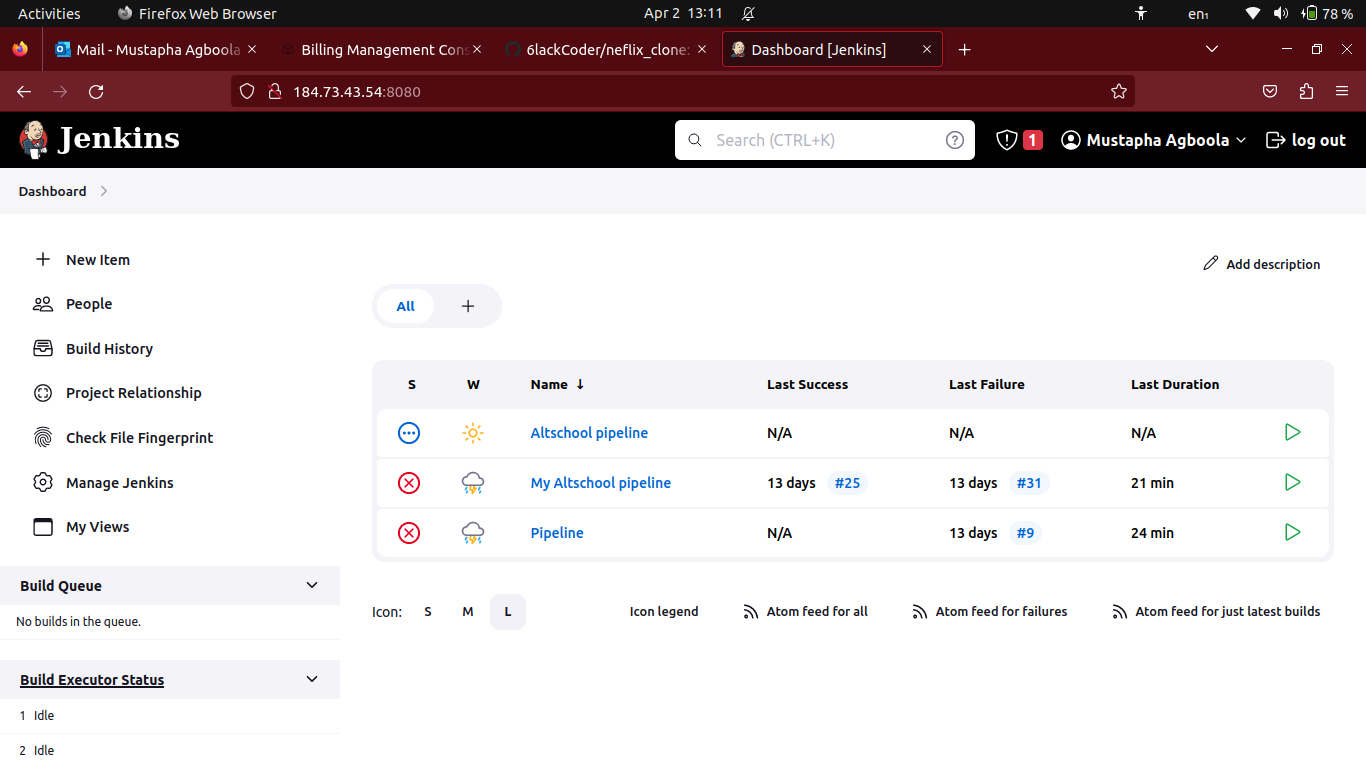 Activities Firefox Web Browser Apr 2 13:11 en1 78 %
Mail - Mustapha Agboola Billing Management Cons 6lackCoder/neflix_clone: Dashboard [Jenkins]
184.73.43.54:8080
Jenkins Search (CTRL+K) 1 Mustapha Agboola log out
Dashboard
New Item
People
Build History
Project Relationship
Check File Fingerprint
Manage Jenkins
My Views
Build Queue
No builds in the queue.
Build Executor Status
1 Idle
2 Idle
Add description
All +
S W Name ↓ Last Success Last Failure Last Duration
Altschool pipeline N/A N/A N/A
My Altschool pipeline 13 days #25 13 days #31 21 min
Pipeline N/A 13 days #9 24 min
Icon: S M L Icon legend Atom feed for all Atom feed for failures Atom feed for just latest builds